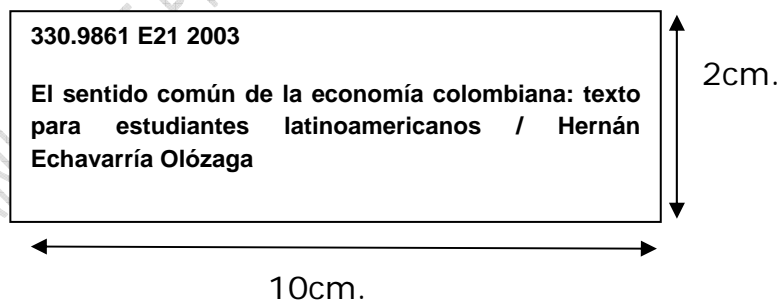 330.9861 E21 2003
El sentido común de la economía colombiana: texto
para estudiantes latinoamericanos / Hernán
Echavarría Olózaga
2cm.
10cm.